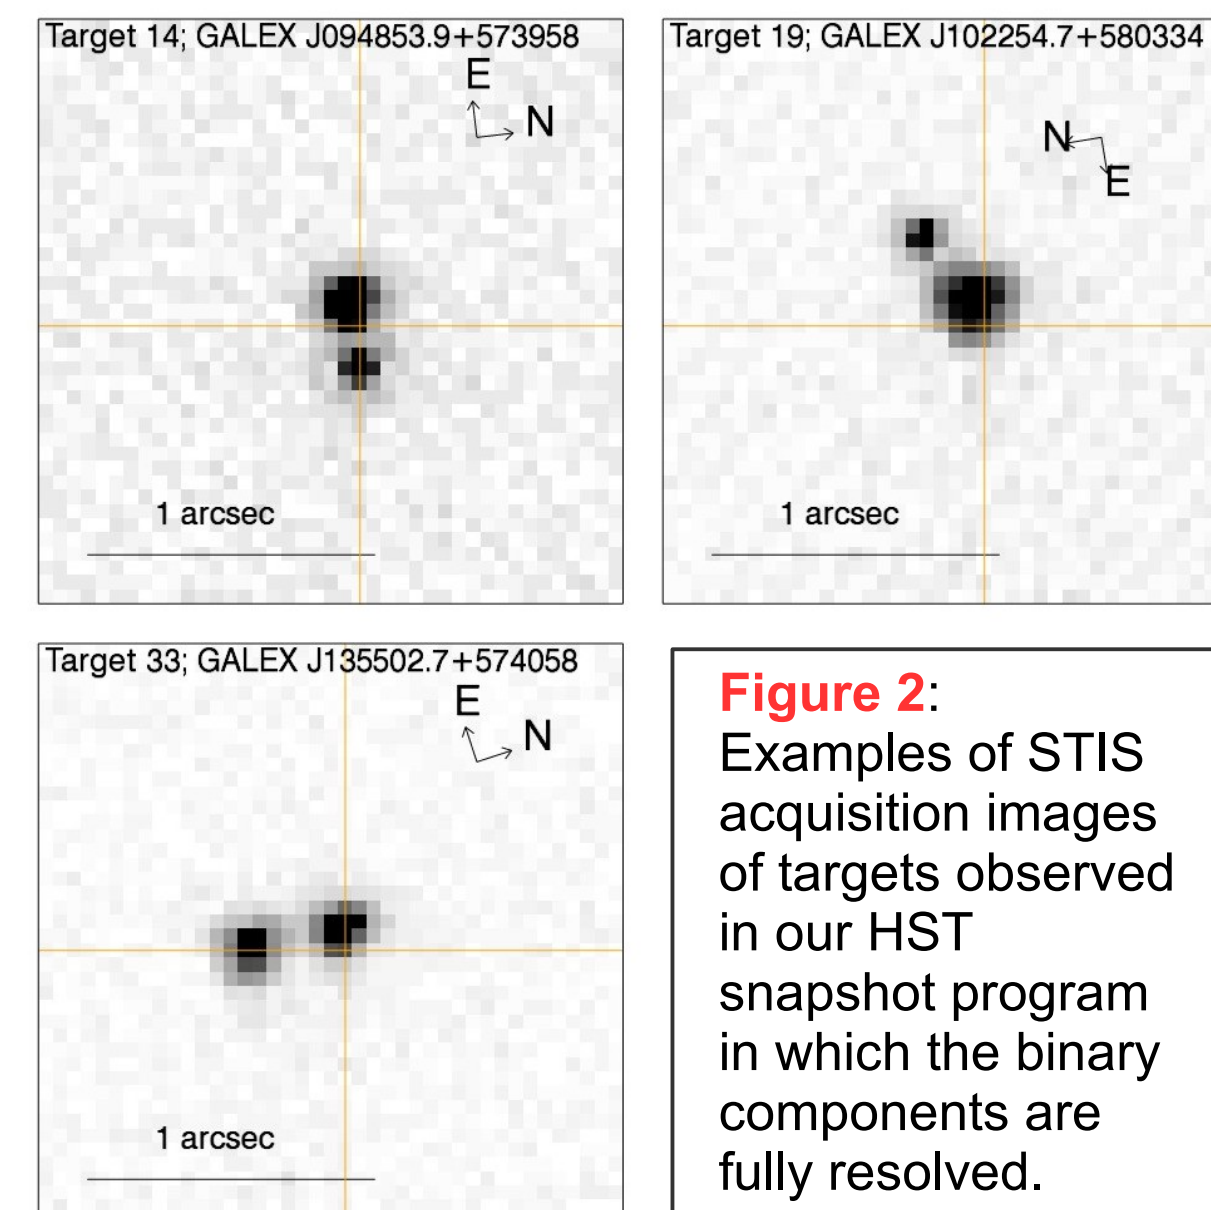 Target 14; GALEX J094853.9+573958
E
N
1 arcsec
Target 19; GALEX J102254.7+580334
N
E
1 arcsec
Target 33; GALEX J135502.7+574058
E
N
1 arcsec
Figure 2:
Examples of STIS
acquisition images
of targets observed
in our HST
snapshot program
in which the binary
components are
fully resolved.